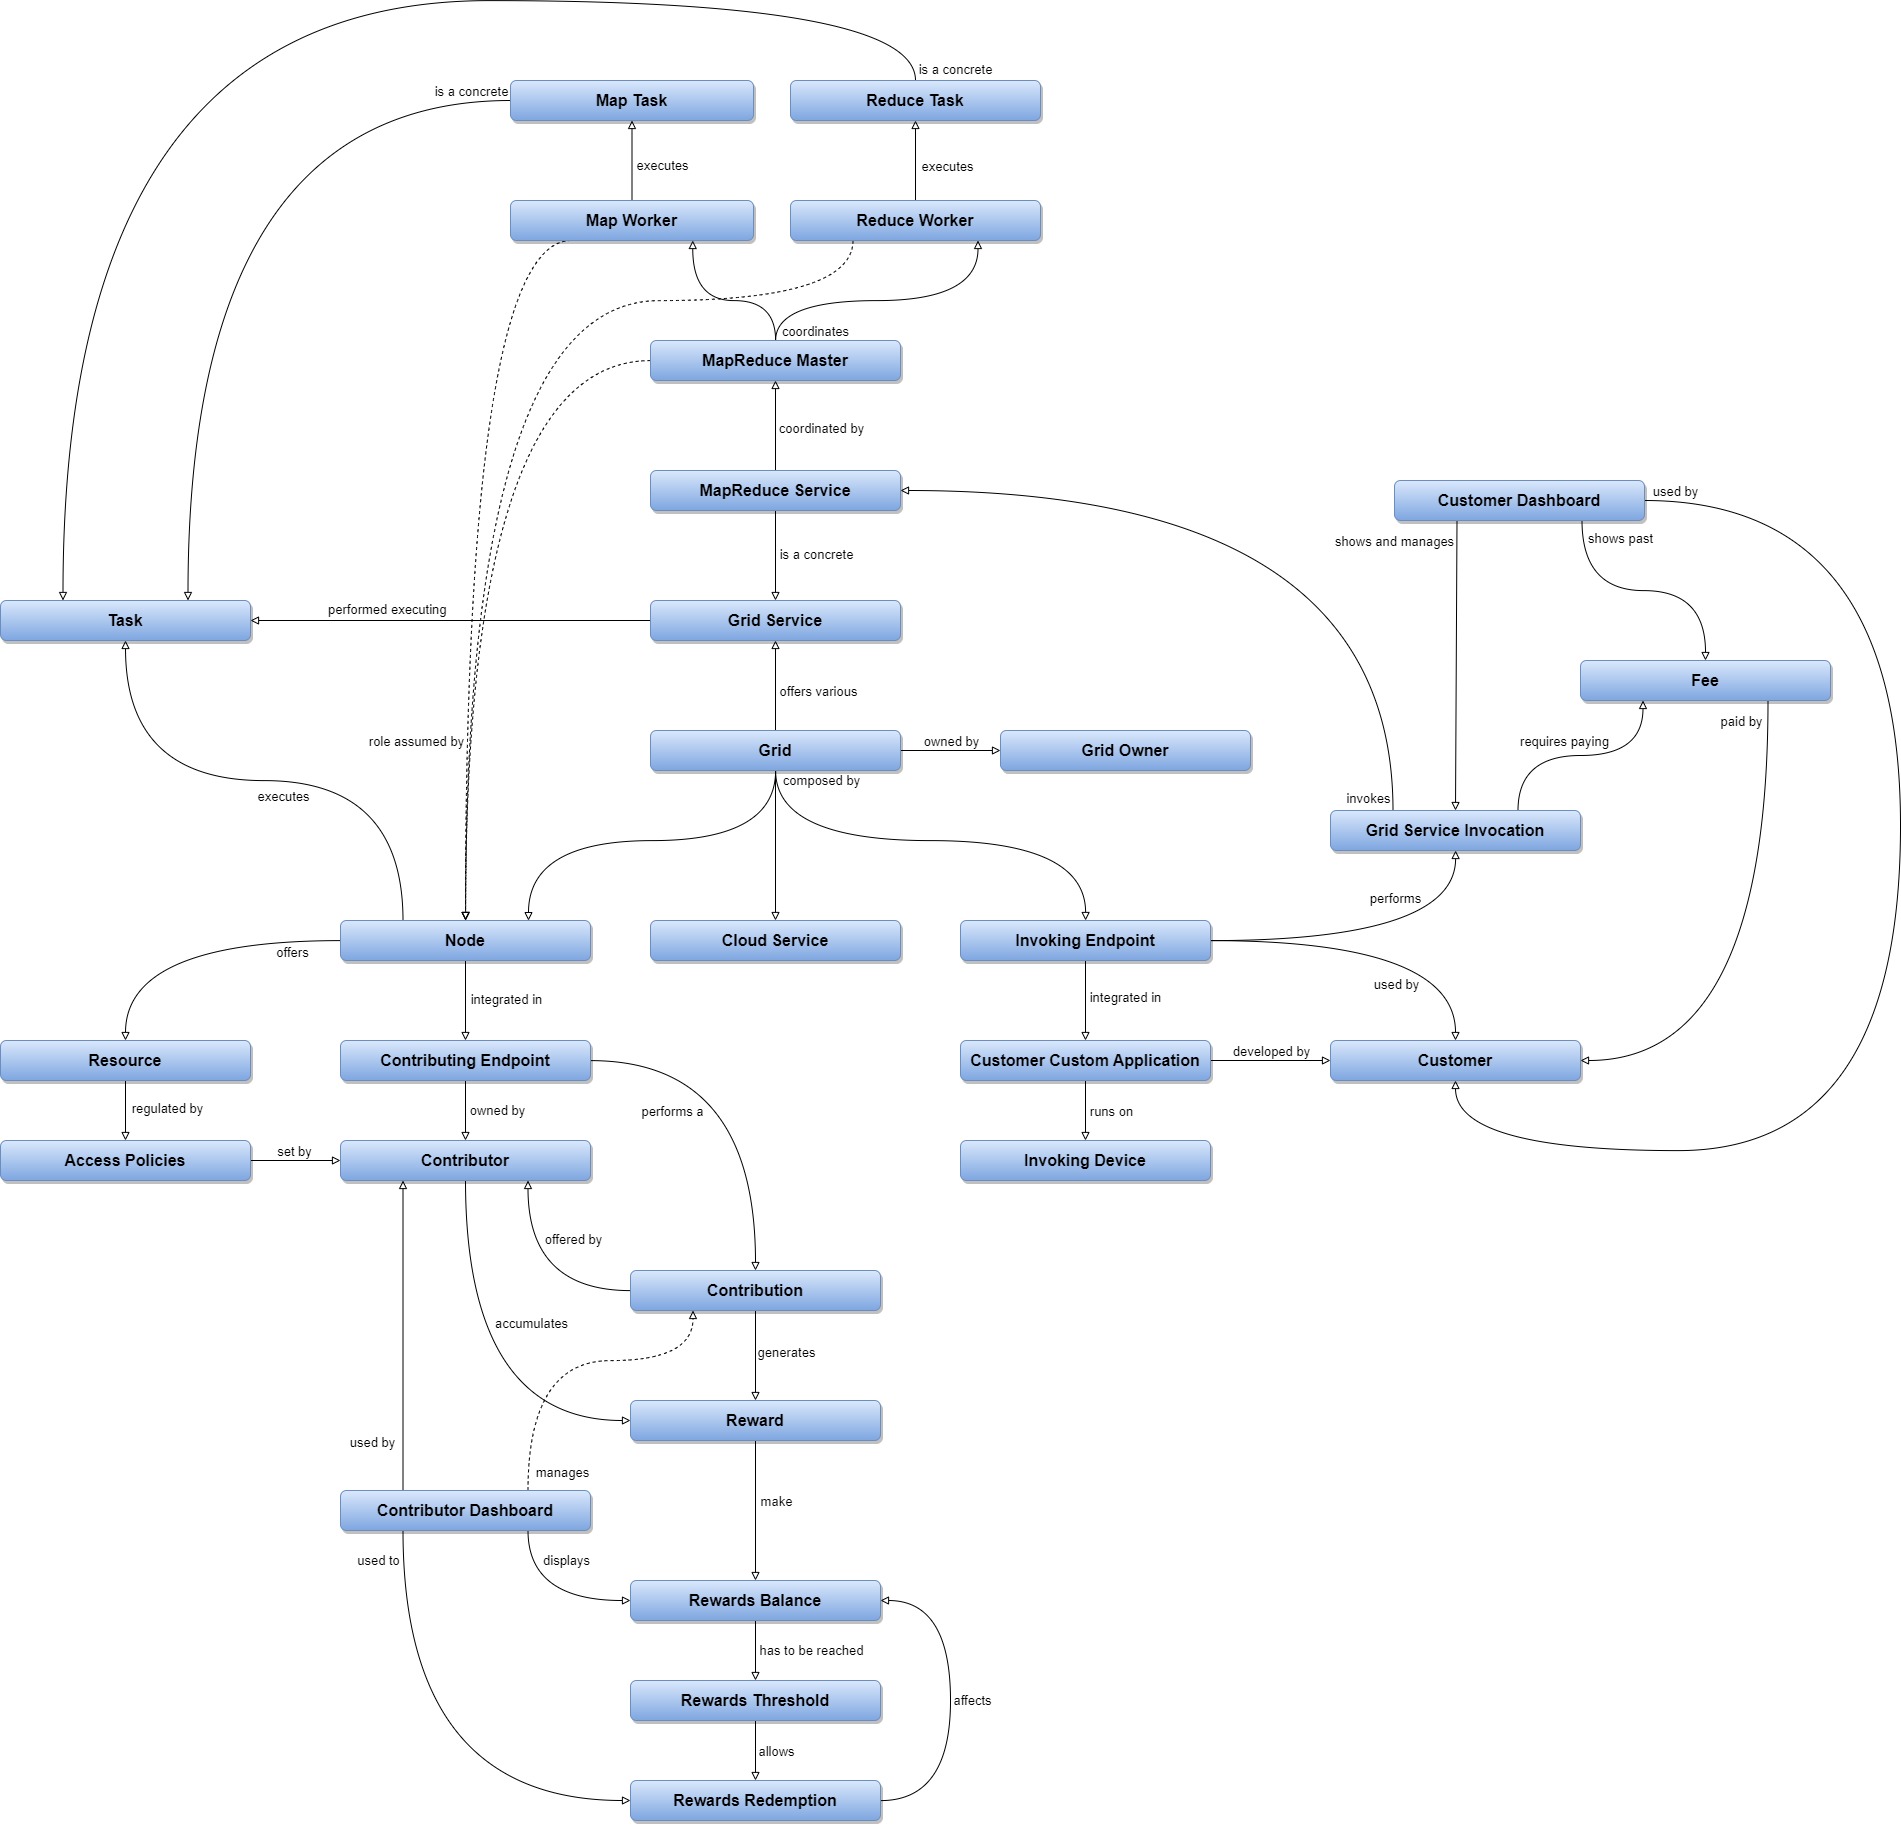 is a concrete
is a concrete
Map Task
Reduce Task
executes
executes
Map Worker
Reduce Worker
coordinates
MapReduce Master
coordinated by
MapReduce Service
Customer Dashboard
used by
shows and manages
shows past
is a concrete
performed executing
Task
Grid Service
Fee
offers various
paid by
role assumed by
owned by
requires paying
Grid
Grid Owner
composed by
executes
invokes
Grid Service Invocation
performs
Node
Cloud Service
Invoking Endpoint
offers
used by
integrated in
integrated in
Resource
Contributing Endpoint
Customer Custom Application
developed by
Customer
regulated by
owned by
performs a
runs on
set by
Access Policies
Contributor
Invoking Device
offered by
Contribution
accumulates
generates
Reward
used by
manages
make
Contributor Dashboard
used to
displays
Rewards Balance
has to be reached
Rewards Threshold
affects
allows
Rewards Redemption